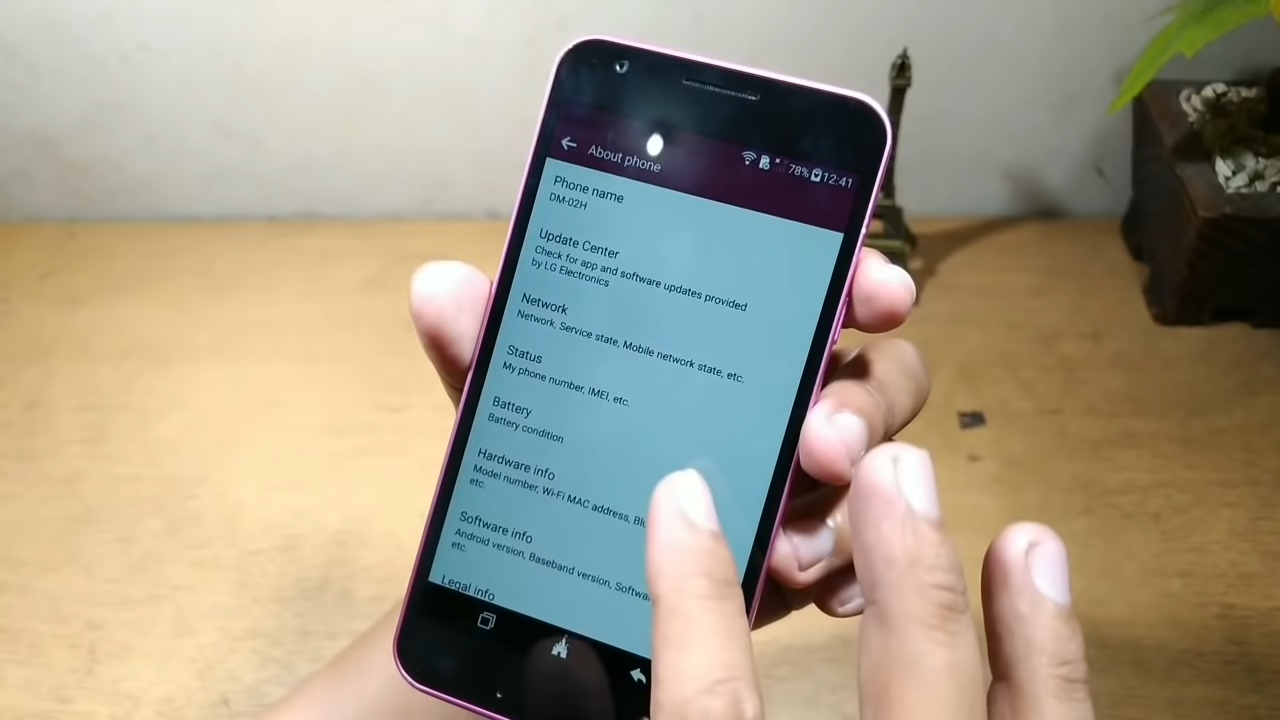 About phone
78% 12:41
Phone name
DM-02H
Update Center
Check for app and software updates provided
by LG Electronics
Network
Network, Service state, Mobile network state, etc.
Status
My phone number, IMEI, etc.
Battery
Battery condition
Hardware info
Model number, Wi-Fi MAC address,
etc.
Software info
Android version, Baseband version,
etc.
Legal info